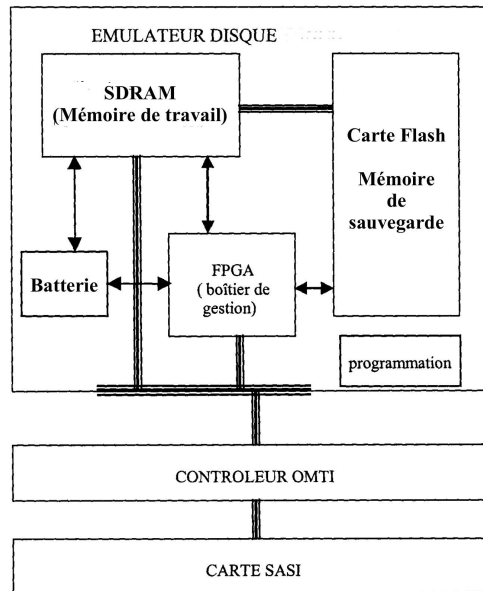 EMULATEUR DISQUE
SDRAM
(Mémoire de travail)
Carte Flash
Mémoire
de
sauvegarde
Batterie
FPGA
( boîtier de
gestion)
programmation
CONTROLEUR OMTI
CARTE SASI